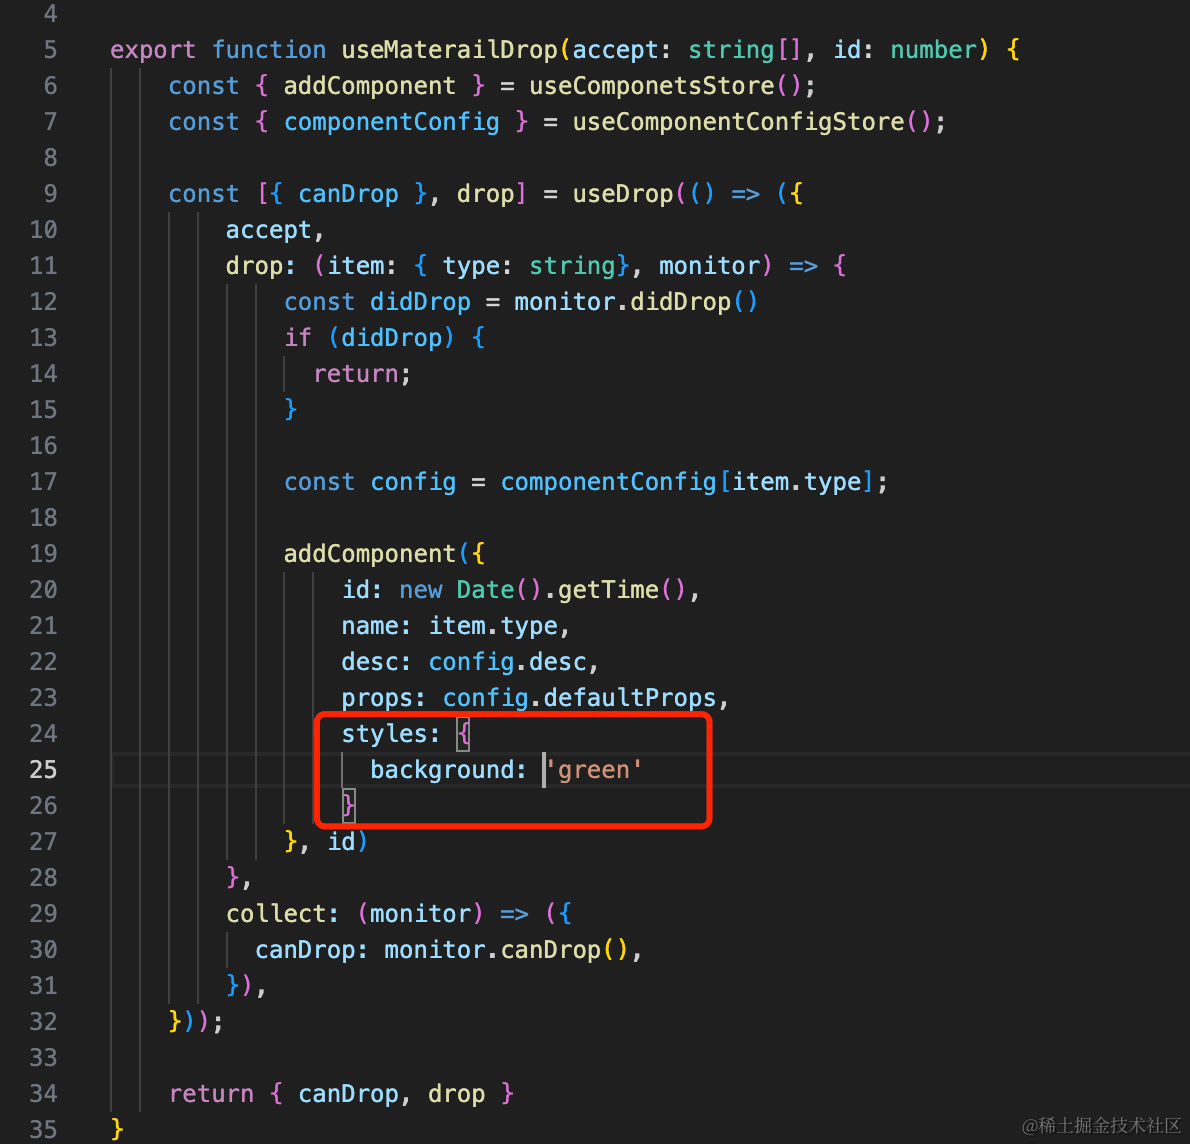 4
5 export function useMaterailDrop(accept: string[], id: number) {
6 const { addComponent } = useComponetsStore();
7 const { componentConfig } = useComponentConfigStore();
8
9 const [{ canDrop }, drop] = useDrop(() => ({
10 accept,
11 drop: (item: { type: string}, monitor) => {
12 const didDrop = monitor.didDrop()
13 if (didDrop) {
14 return;
15 }
16
17 const config = componentConfig[item.type];
18
19 addComponent({
20 id: new Date().getTime(),
21 name: item.type,
22 desc: config.desc,
23 props: config.defaultProps,
24 styles: {
25 background: 'green'
26 }
27 }, id)
28 },
29 collect: (monitor) => ({
30 canDrop: monitor.canDrop(),
31 }),
32 }));
33
34 return { canDrop, drop }
35 }
@稀土掘金技术社区